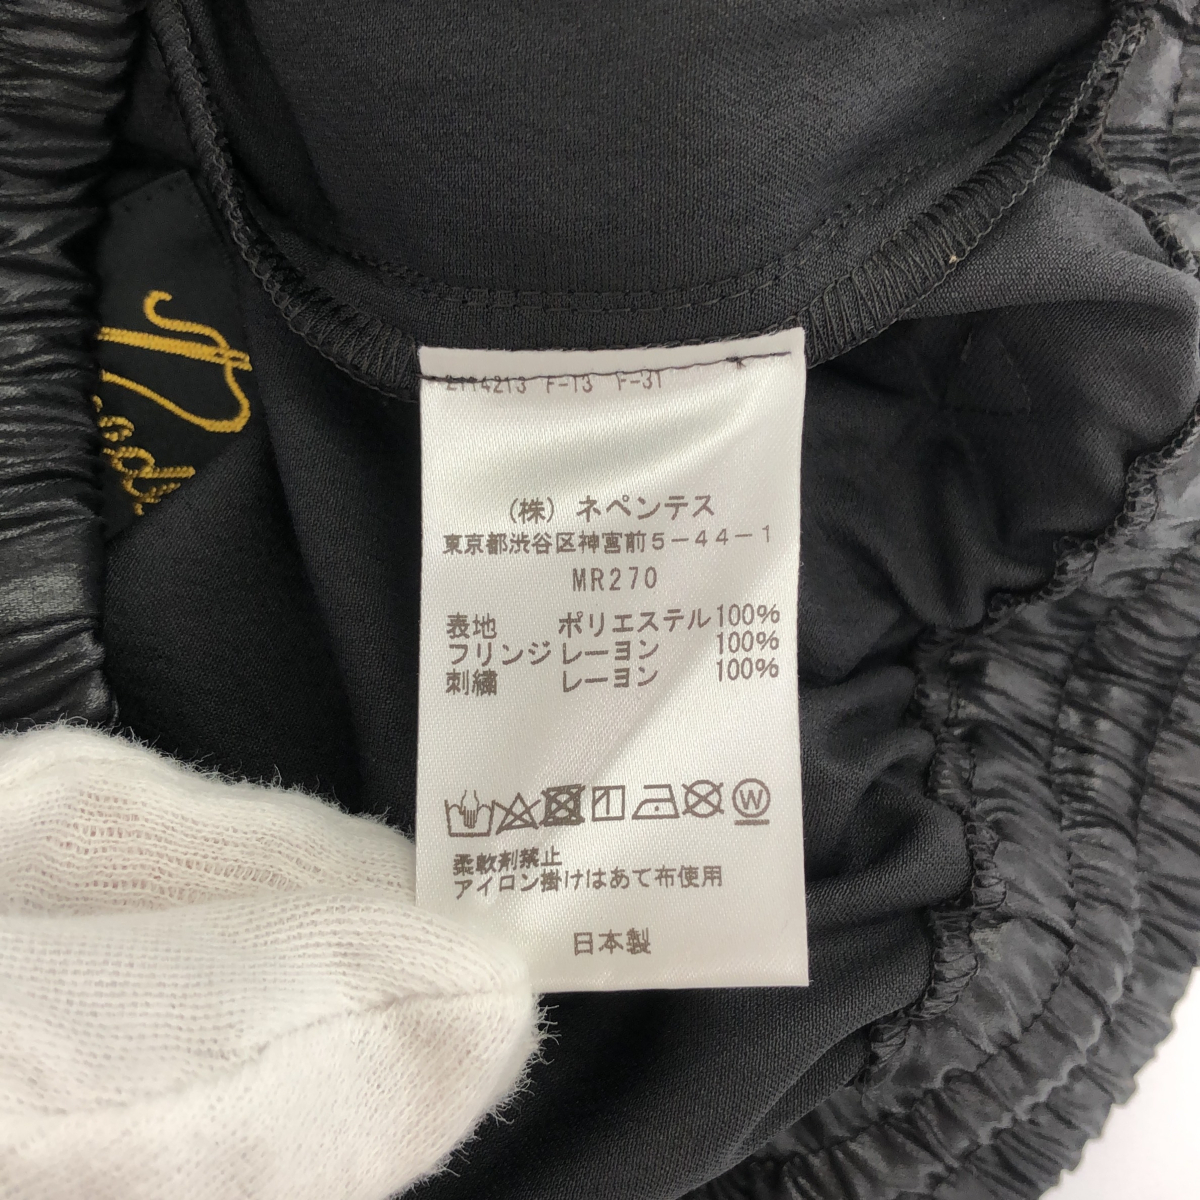 2114213 F-13 F-31
(株) ネペンテス
東京都渋谷区神宮前5-44-1
MR270
表地 ポリエステル100%
フリンジ レーヨン 100%
刺繍 レーヨン 100%
W
柔軟剤禁止
アイロン掛けはあて布使用
日本製